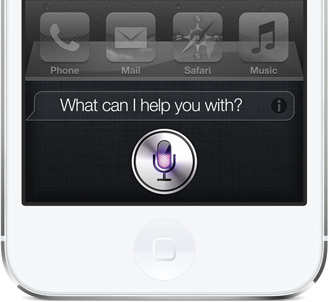 Phone Mail Safari Music
What can I help you with?